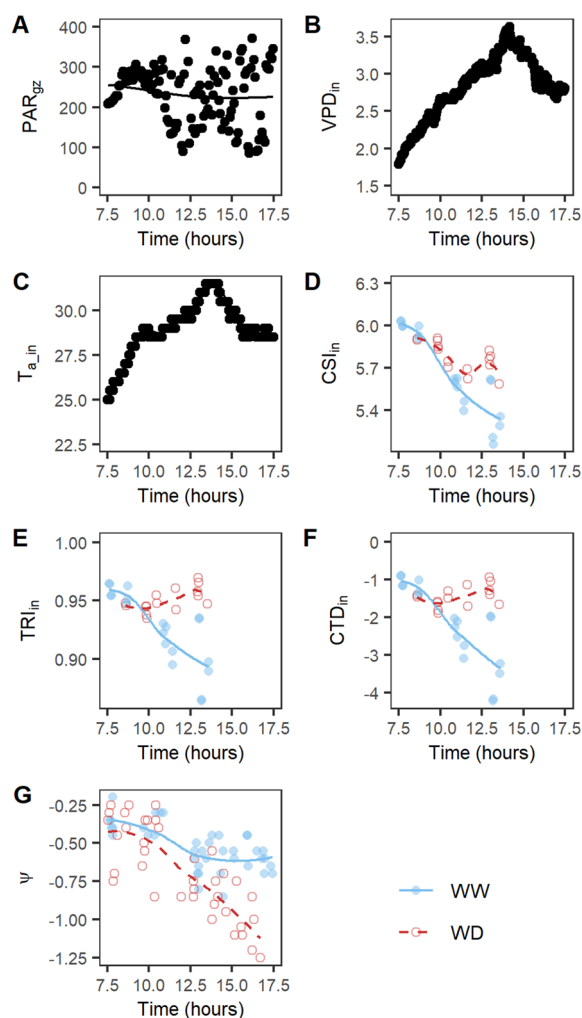 A
B
PARgz
400
300
200
100
0
7.5 10.0 12.5 15.0 17.5
Time (hours)
VPDin
3.5
3.0
2.5
2.0
1.5
7.5 10.0 12.5 15.0 17.5
Time (hours)
C
D
Ta_in
30.0
27.5
25.0
22.5
7.5 10.0 12.5 15.0 17.5
Time (hours)
CSIin
6.3
6.0
5.7
5.4
7.5 10.0 12.5 15.0 17.5
Time (hours)
E
F
TRIin
1.00
0.95
0.90
7.5 10.0 12.5 15.0 17.5
Time (hours)
CTDin
0
-1
-2
-3
-4
7.5 10.0 12.5 15.0 17.5
Time (hours)
G
ψ
-0.25
-0.50
-0.75
-1.00
-1.25
7.5 10.0 12.5 15.0 17.5
Time (hours)
WW
WD